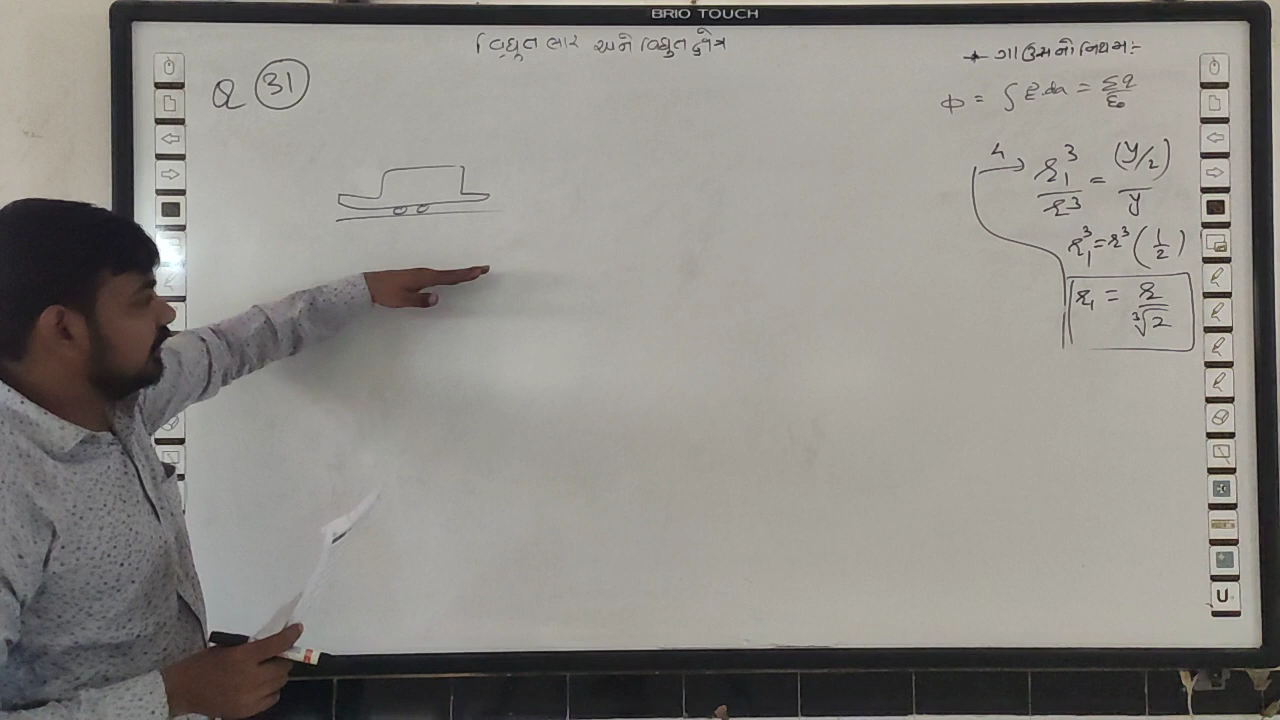 BRIO TOUCH
વિદ્યુતભાર અને વિદ્યુતક્ષેત્ર
Q 31
* ગાઉસનો નિયમ:-
Φ = ∫ E.da = Σq/ε₀
r₁³/r³ = (y/2)/y
r₁³ = r³ (1/2)
r₁ = r/∛2
U